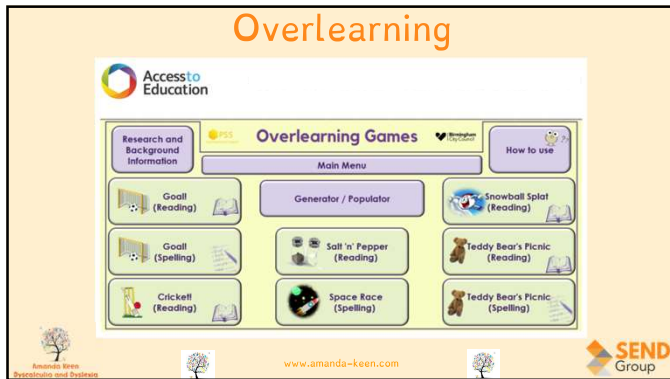 Overlearning
Accessto
Education
Research and
Background
Information
PSS
Overlearning Games
Birmingham
City Council
How to use
Main Menu
Goal!
(Reading)
Generator / Populator
Snowball Splat
(Reading)
Goal!
(Spelling)
Salt 'n' Pepper
(Reading)
Teddy Bear's Picnic
(Reading)
Cricket!
(Reading)
Space Race
(Spelling)
Teddy Bear's Picnic
(Spelling)
Amanda Keen
Dyscalculia and Dyslexia
www.amanda-keen.com
SEND
Group